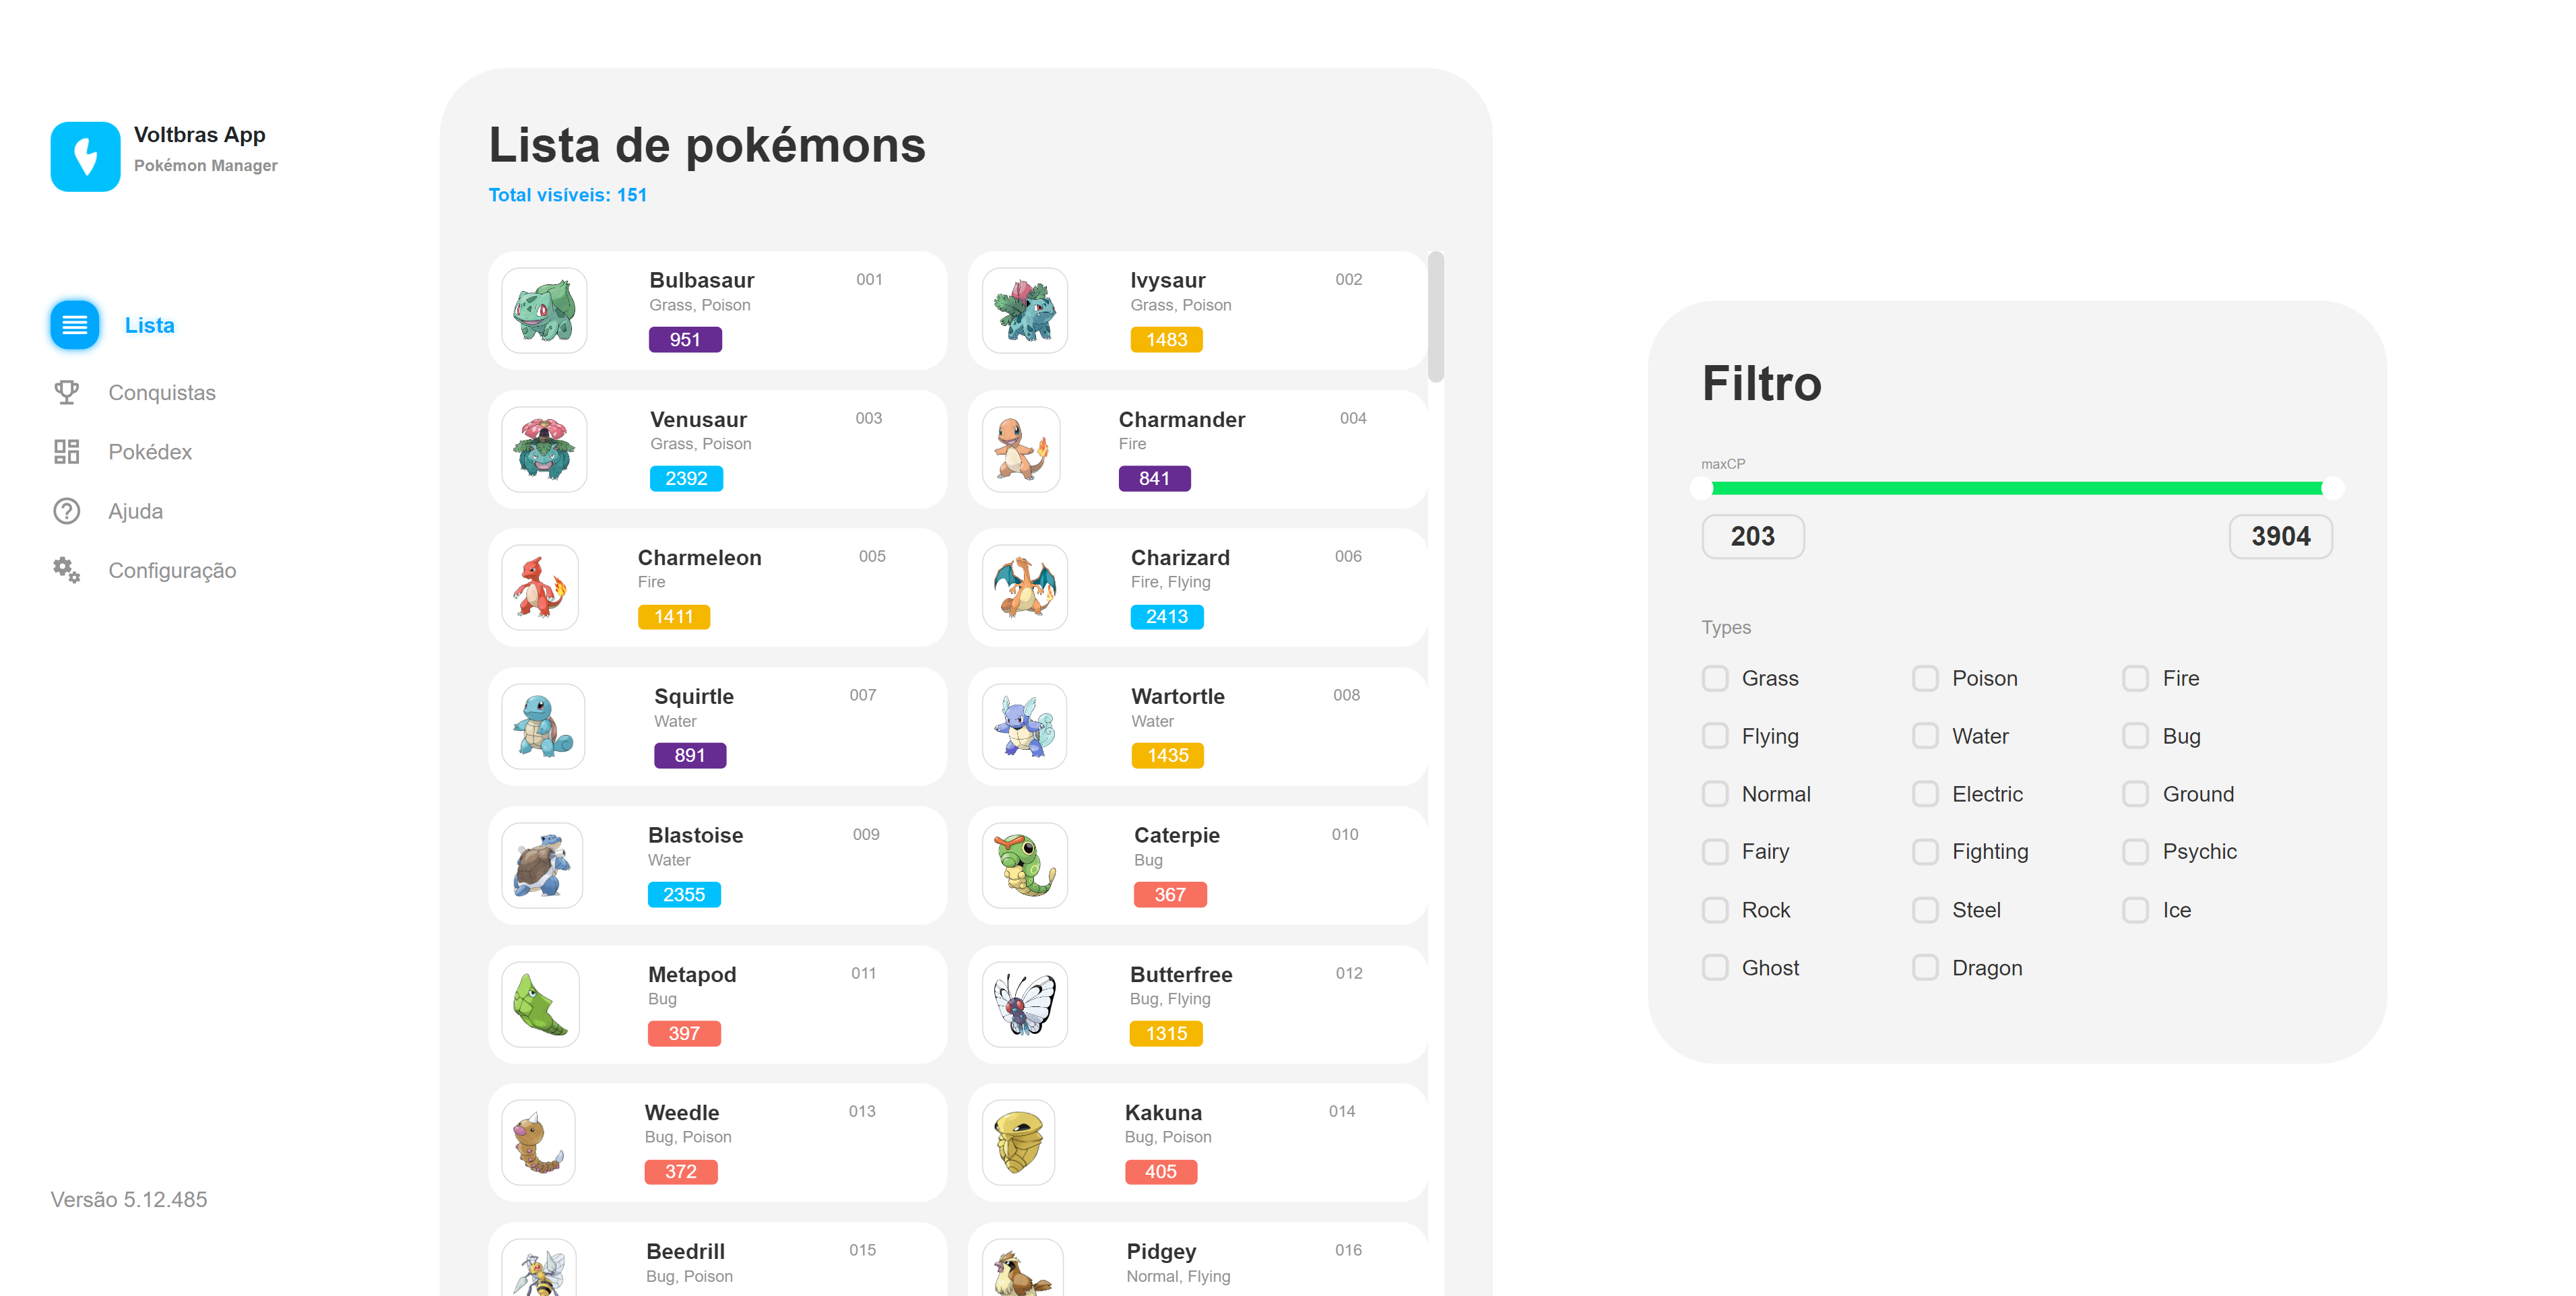 Voltbras App
Pokémon Manager
Lista
Conquistas
Pokédex
Ajuda
Configuração
Versão 5.12.485
Lista de pokémons
Total visíveis: 151
Bulbasaur 001
Grass, Poison
951
Ivysaur 002
Grass, Poison
1483
Venusaur 003
Grass, Poison
2392
Charmander 004
Fire
841
Charmeleon 005
Fire
1411
Charizard 006
Fire, Flying
2413
Squirtle 007
Water
891
Wartortle 008
Water
1435
Blastoise 009
Water
2355
Caterpie 010
Bug
367
Metapod 011
Bug
397
Butterfree 012
Bug, Flying
1315
Weedle 013
Bug, Poison
372
Kakuna 014
Bug, Poison
405
Beedrill 015
Bug, Poison
Pidgey 016
Normal, Flying
Filtro
maxCP
203 3904
Types
Grass Poison Fire
Flying Water Bug
Normal Electric Ground
Fairy Fighting Psychic
Rock Steel Ice
Ghost Dragon